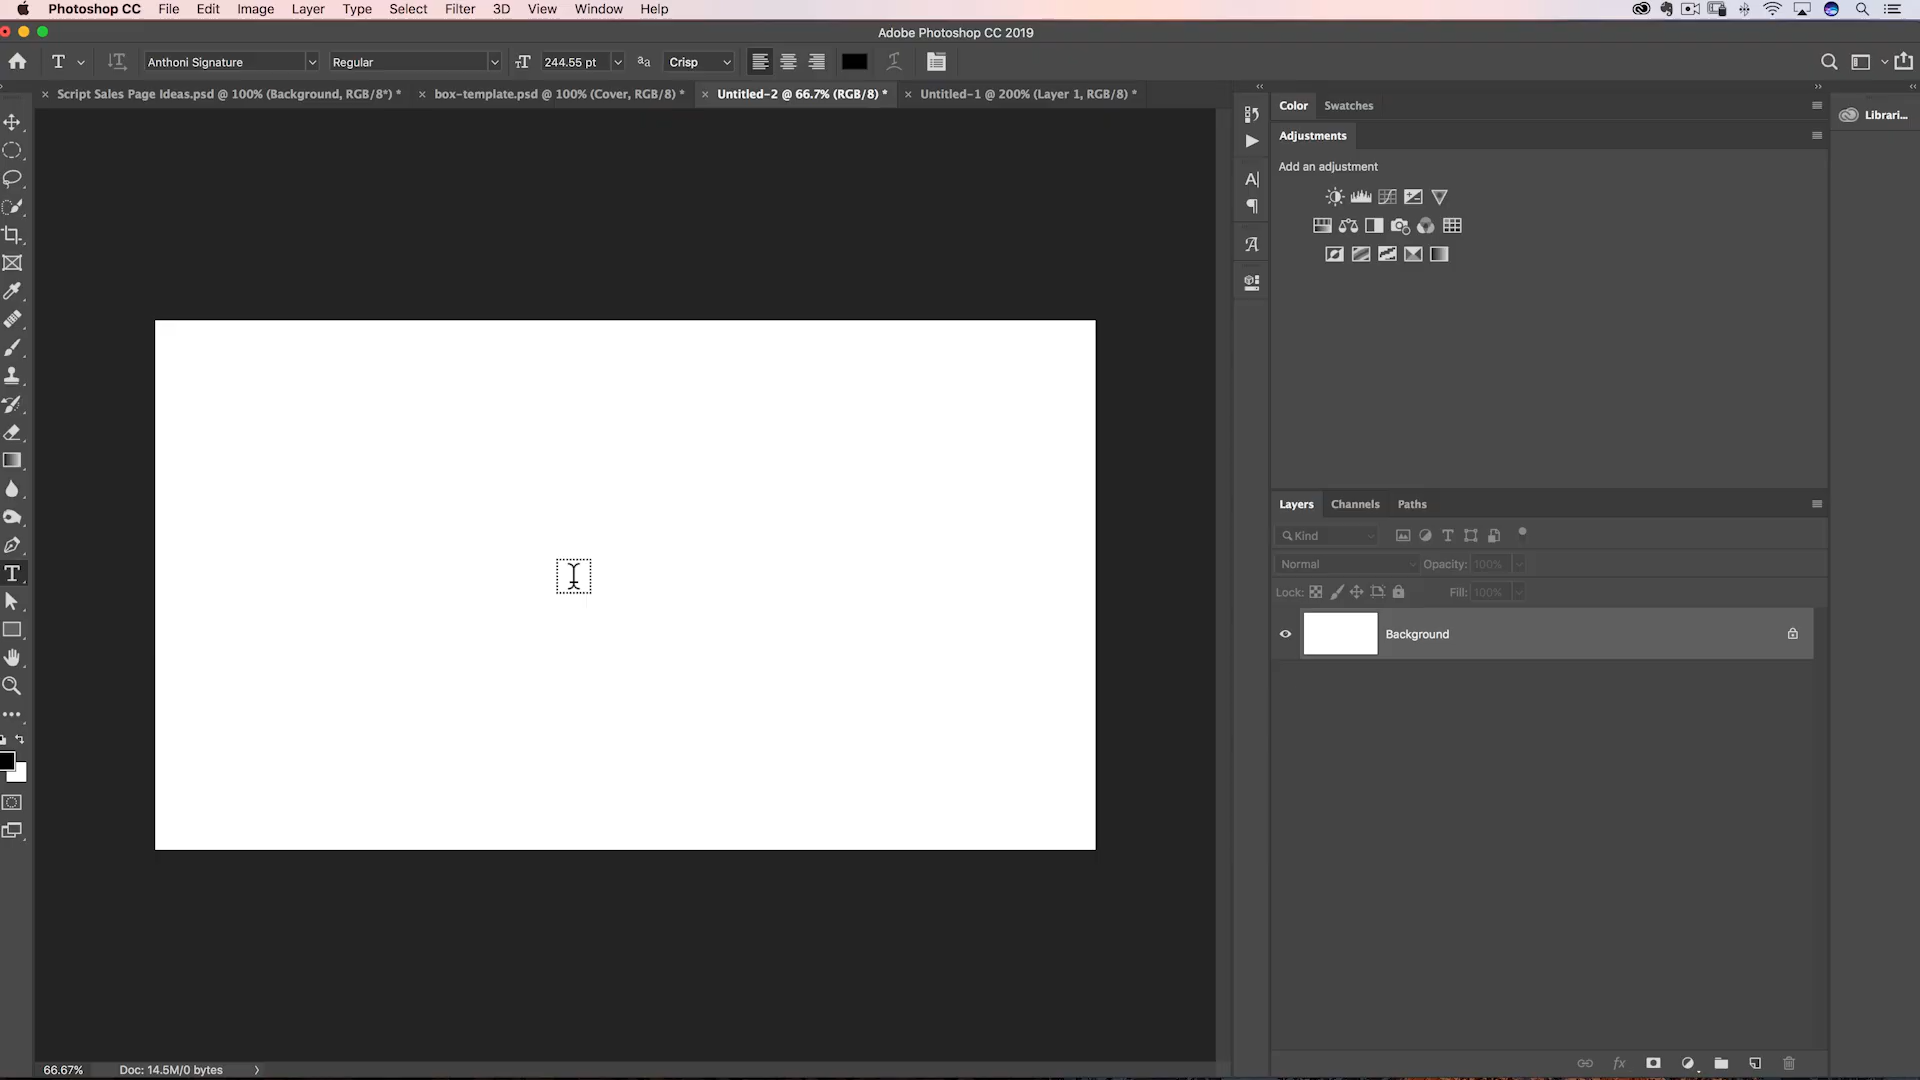 Photoshop CC File Edit Image Layer Type Select Filter 3D View Window Help
Adobe Photoshop CC 2019
Anthoni Signature Regular 244.55 pt Crisp
Script Sales Page Ideas.psd @ 100% (Background, RGB/8*) * box-template.psd @ 100% (Cover, RGB/8) * Untitled-2 @ 66.7% (RGB/8) * Untitled-1 @ 200% (Layer 1, RGB/8) *
Color Swatches
Librari...
Adjustments
Add an adjustment
Layers Channels Paths
Kind
Normal Opacity: 100%
Lock: Fill: 100%
Background
66.67% Doc: 14.5M/0 bytes